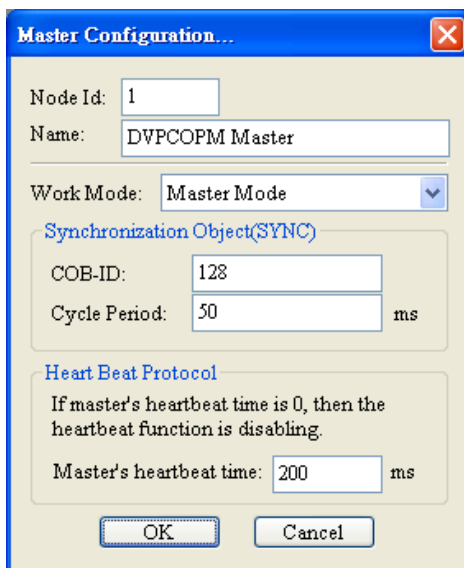 Master Configuration...
Node Id: 1
Name: DVPCOPM Master
Work Mode: Master Mode
Synchronization Object(SYNC)
COB-ID: 128
Cycle Period: 50 ms
Heart Beat Protocol
If master's heartbeat time is 0, then the
heartbeat function is disabling.
Master's heartbeat time: 200 ms
OK Cancel